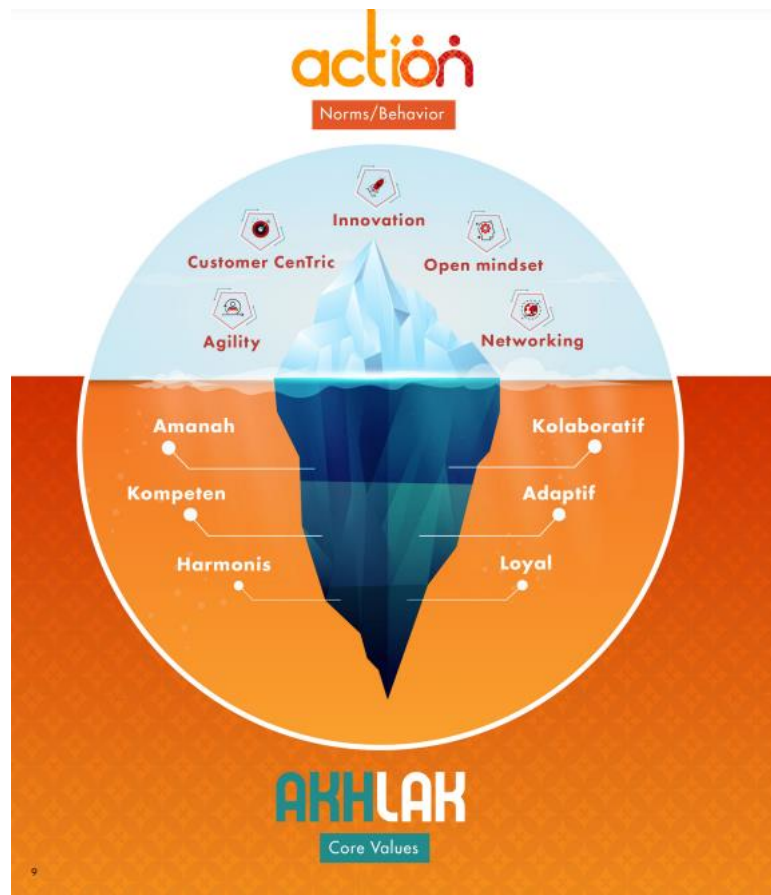 action
Norms/Behavior
Innovation
Customer CenTric
Open mindset
Agility
Networking
Amanah
Kolaboratif
Kompeten
Adaptif
Harmonis
Loyal
AKHLAK
Core Values
9